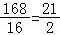 168/16 = 21/2